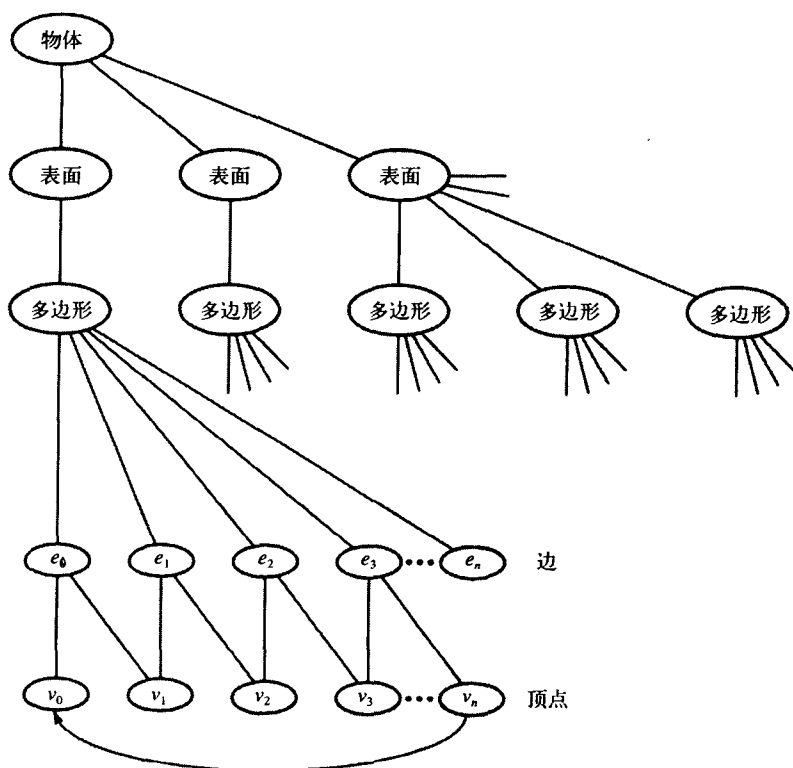 物体
表面 表面 表面
多边形 多边形 多边形 多边形 多边形
e₀ e₁ e₂ e₃ ••• eₙ 边
v₀ v₁ v₂ v₃ ••• vₙ 顶点